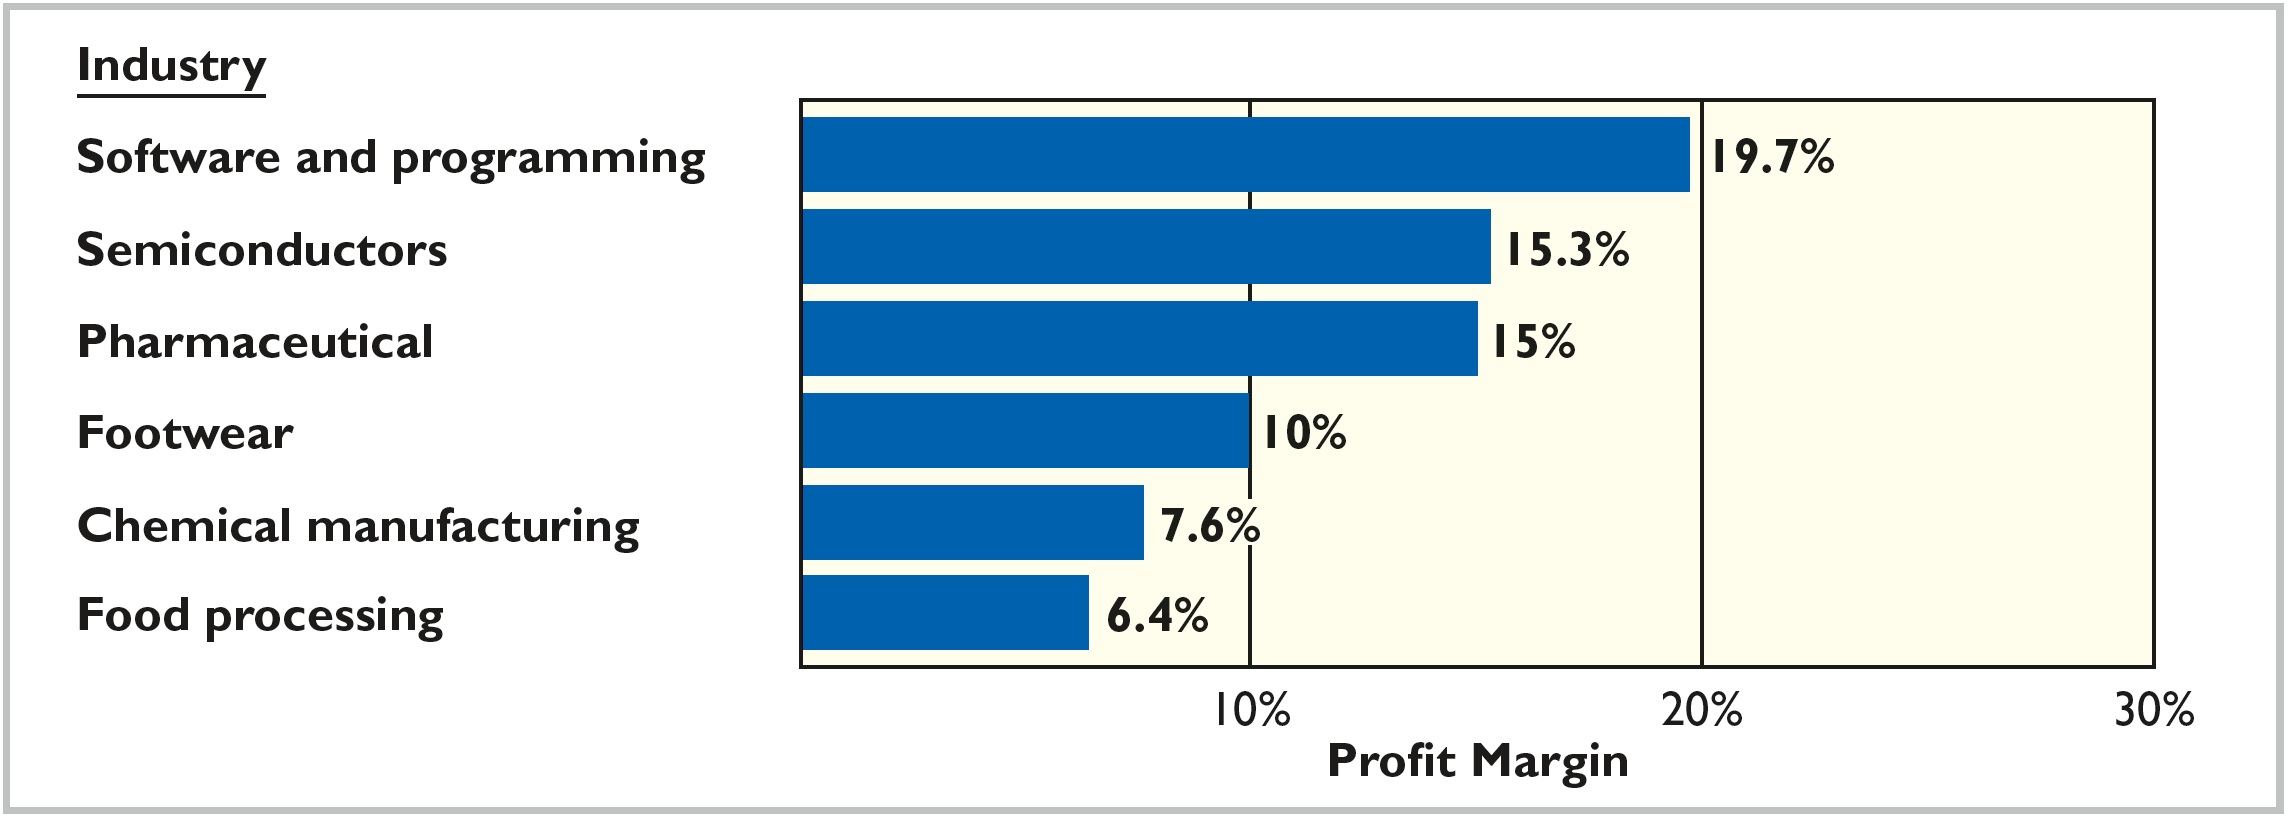 Industry
Software and programming 19.7%
Semiconductors 15.3%
Pharmaceutical 15%
Footwear 10%
Chemical manufacturing 7.6%
Food processing 6.4%
10% 20% 30%
Profit Margin